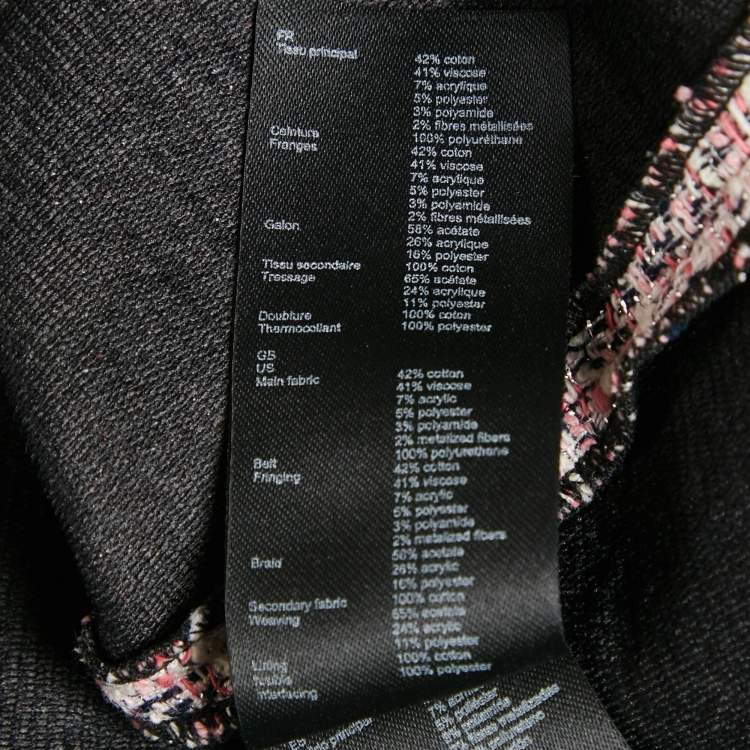 FR
Tissu principal 42% coton
41% viscose
7% acrylique
5% polyester
3% polyamide
2% fibres métallisées
Ceinture 100% polyuréthane
Franges 42% coton
41% viscose
7% acrylique
5% polyester
3% polyamide
2% fibres métallisées
Galon 58% acétate
26% acrylique
16% polyester
Tissu secondaire 100% coton
Tressage 65% acétate
24% acrylique
11% polyester
Doublure 100% coton
Thermocollant 100% polyester
GB
US
Main fabric 42% cotton
41% viscose
7% acrylic
5% polyester
3% polyamide
2% metalized fibers
Belt 100% polyurethane
Fringing 42% cotton
41% viscose
7% acrylic
5% polyester
3% polyamide
2% metalized fibers
Braid 58% acetate
26% acrylic
16% polyester
Secondary fabric 100% cotton
Weaving 65% acetate
24% acrylic
11% polyester
Lining 100% cotton
fusible 100% polyester
interfacing